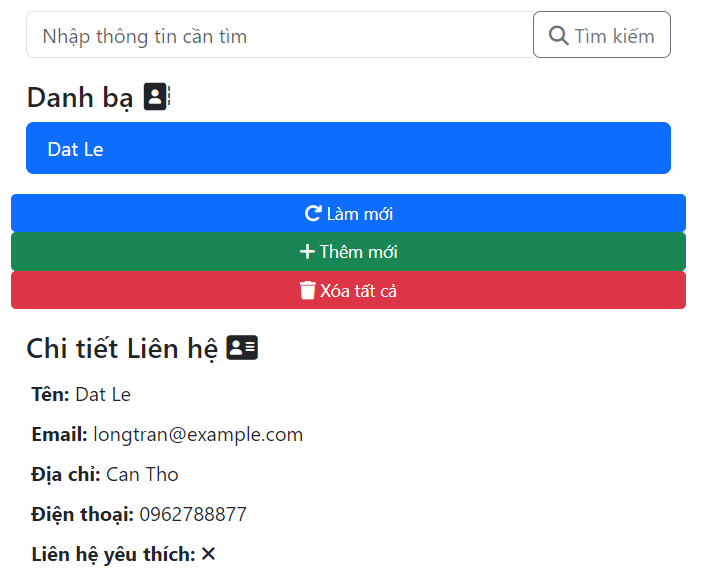 Nhập thông tin cần tìm
Tìm kiếm
Danh bạ
Dat Le
Làm mới
Thêm mới
Xóa tất cả
Chi tiết Liên hệ
Tên: Dat Le
Email: longtran@example.com
Địa chỉ: Can Tho
Điện thoại: 0962788877
Liên hệ yêu thích: